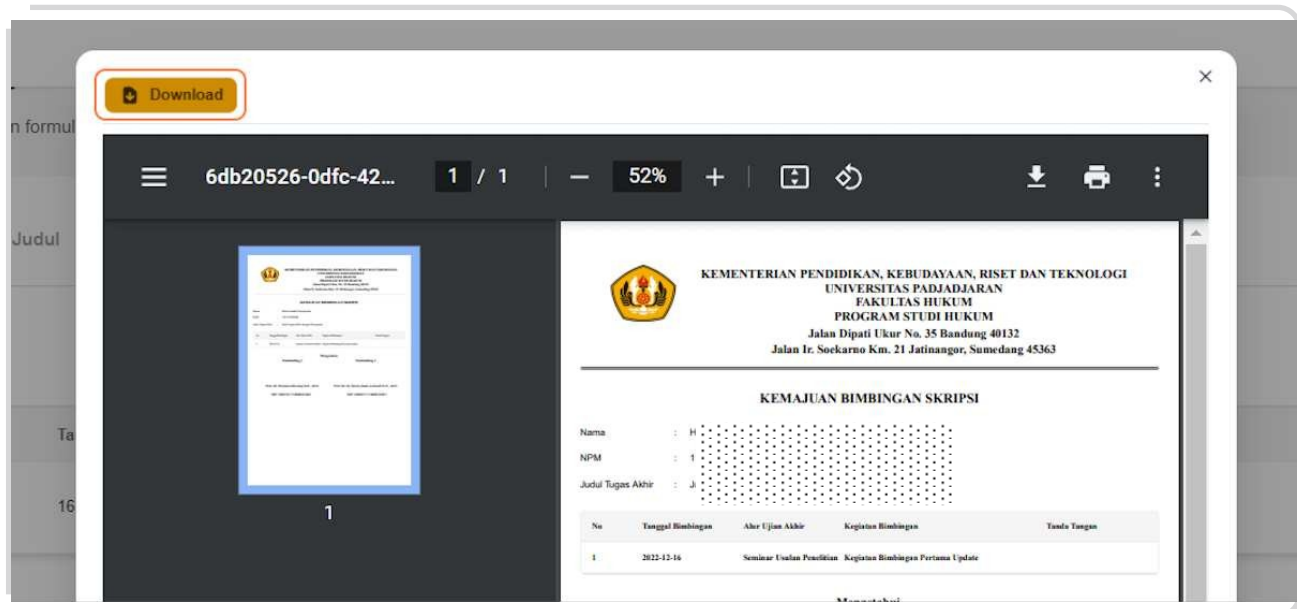 Download
×
n formul
6db20526-0dfc-42... 1 / 1 52%
Judul
KEMENTERIAN PENDIDIKAN, KEBUDAYAAN, RISET DAN TEKNOLOGI
UNIVERSITAS PADJADJARAN
FAKULTAS HUKUM
PROGRAM STUDI HUKUM
Jalan Dipati Ukur No. 35 Bandung 40132
Jalan Ir. Soekarno Km. 21 Jatinangor, Sumedang 45363
KEMAJUAN BIMBINGAN SKRIPSI
Nama : H
NPM : 1
Judul Tugas Akhir :
Ta
16
1
No Tanggal Bimbingan Alur Ujian Akhir Kegiatan Bimbingan Tanda Tangan
1 2022-12-16 Seminar Usulan Penelitian Kegiatan Bimbingan Pertama Update